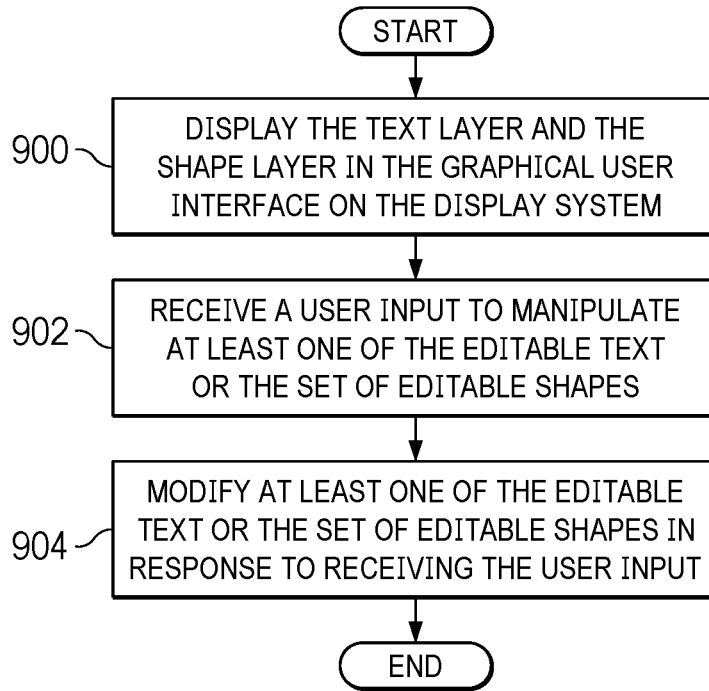 START
900
DISPLAY THE TEXT LAYER AND THE
SHAPE LAYER IN THE GRAPHICAL USER
INTERFACE ON THE DISPLAY SYSTEM
902
RECEIVE A USER INPUT TO MANIPULATE
AT LEAST ONE OF THE EDITABLE TEXT
OR THE SET OF EDITABLE SHAPES
904
MODIFY AT LEAST ONE OF THE EDITABLE
TEXT OR THE SET OF EDITABLE SHAPES IN
RESPONSE TO RECEIVING THE USER INPUT
END